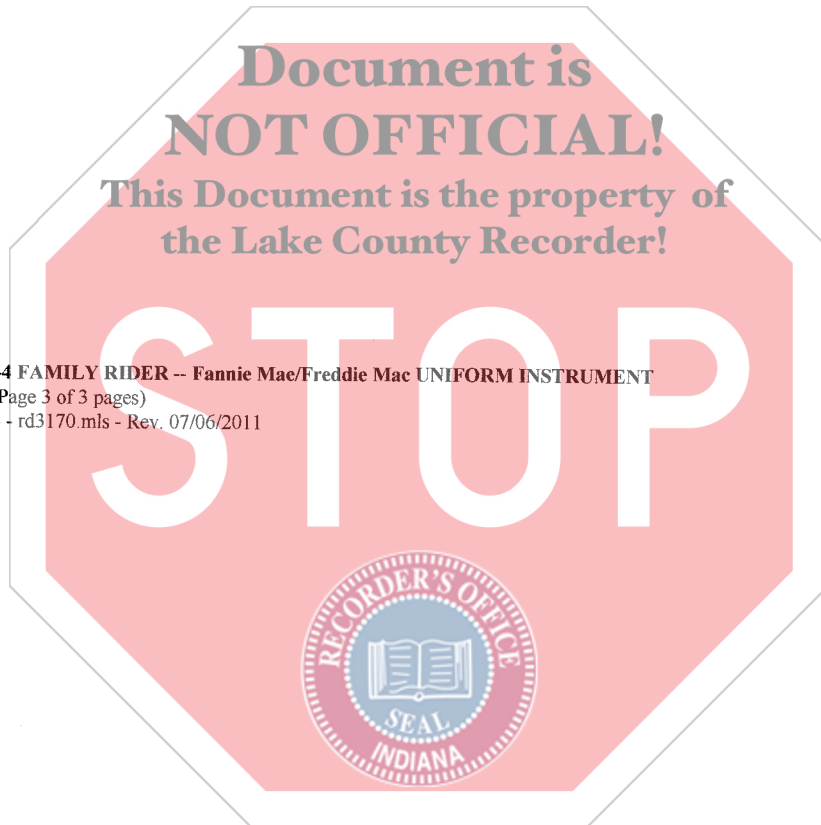 Document is
NOT OFFICIAL!
This Document is the property of
the Lake County Recorder!
STOP
-4 FAMILY RIDER -- Fannie Mae/Freddie Mac UNIFORM INSTRUMENT
Page 3 of 3 pages)
- rd3170.mls - Rev. 07/06/2011
RECORDER'S OFFICE
SEAL
INDIANA